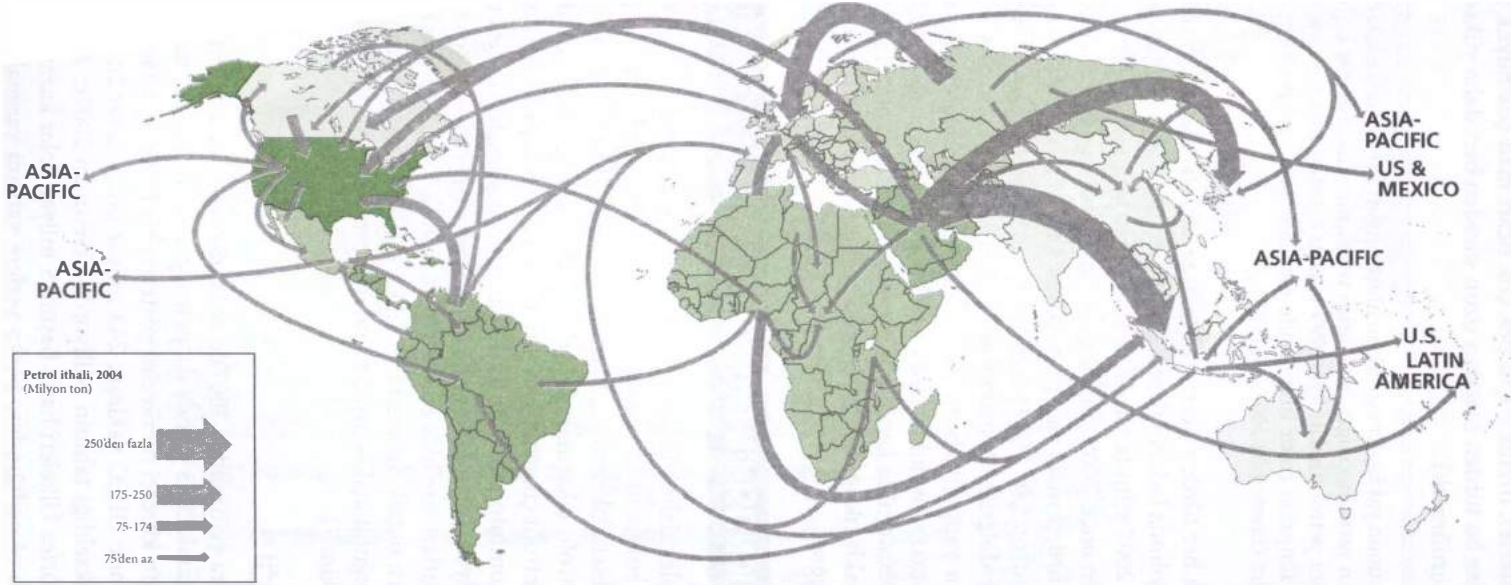 ASIA-
PACIFIC
US &
MEXICO
ASIA-
PACIFIC
ASIA-
PACIFIC
ASIA-PACIFIC
U.S.
LATIN
AMERICA
Petrol ithali, 2004
(Milyon ton)
250'den fazla
175-250
75-174
75'den az